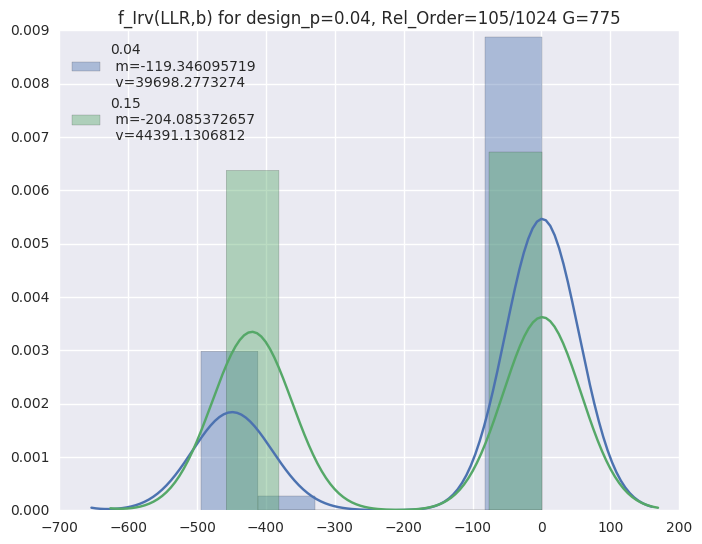 f_Irv(LLR,b) for design_p=0.04, Rel_Order=105/1024 G=775
0.04
m=-119.346095719
v=39698.2773274
0.15
m=-204.085372657
v=44391.1306812
0.009
0.008
0.007
0.006
0.005
0.004
0.003
0.002
0.001
0.000
−700 −600 −500 −400 −300 −200 −100 0 100 200